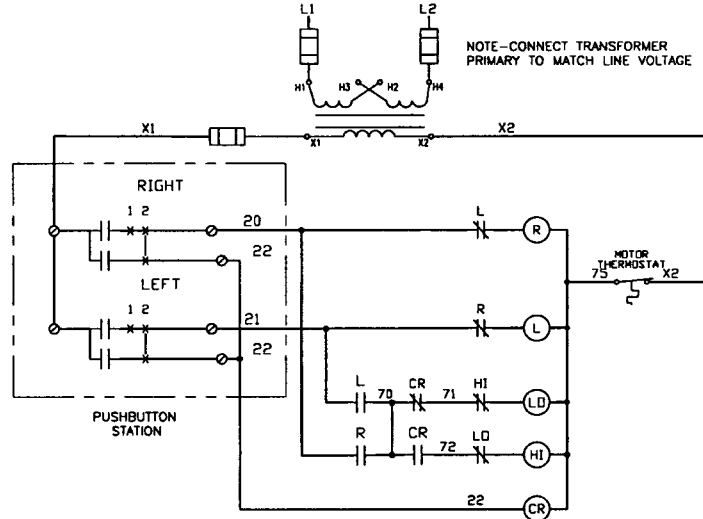 L1 L2
NOTE-CONNECT TRANSFORMER
PRIMARY TO MATCH LINE VOLTAGE
H1 H3 H2 H4
X1 X1 X2 X2
RIGHT
1 2 20 L R
22
MOTOR
THERMOSTAT
75 X2
LEFT
1 2 21 R L
22
L 70 CR 71 HI LO
R CR 72 LO HI
PUSHBUTTON
STATION
22 CR